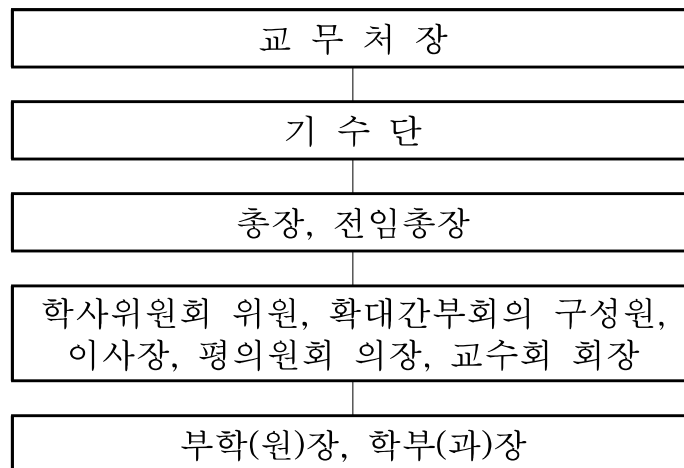 교 무 처 장
기 수 단
총장, 전임총장
학사위원회 위원, 확대간부회의 구성원,
이사장, 평의원회 의장, 교수회 회장
부학(원)장, 학부(과)장